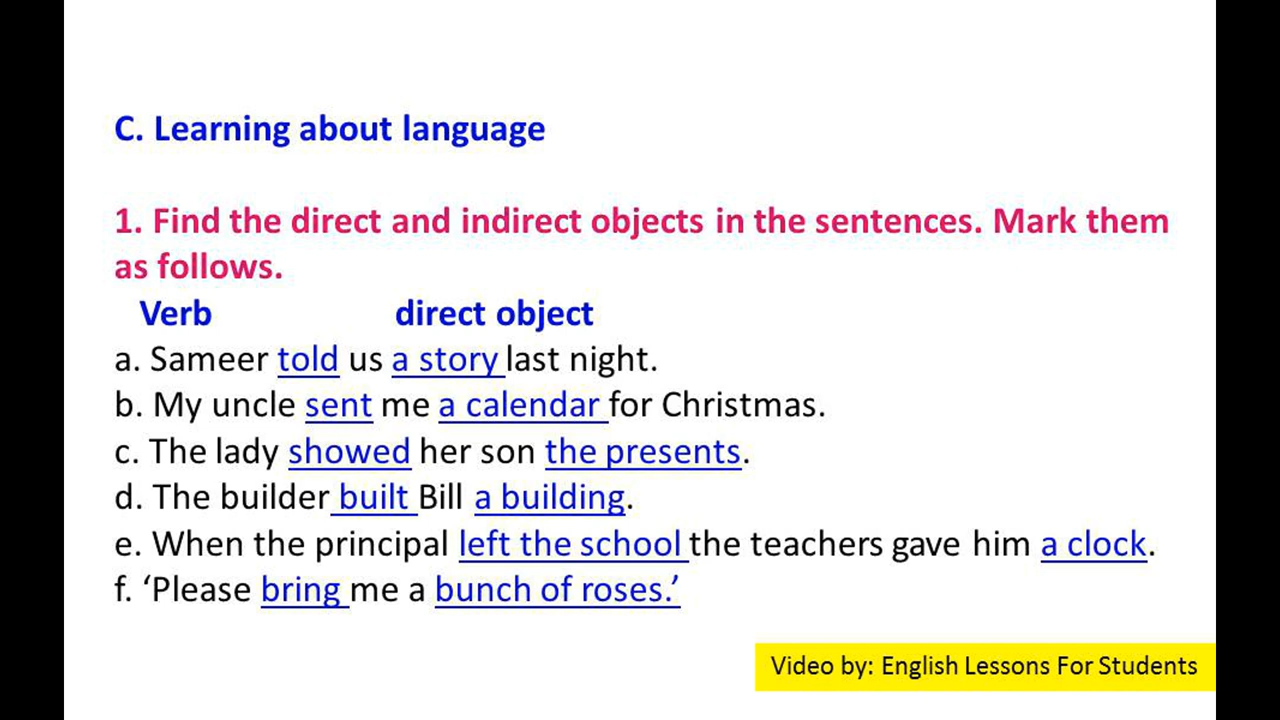 C. Learning about language
1. Find the direct and indirect objects in the sentences. Mark them
as follows.
Verb direct object
a. Sameer told us a story last night.
b. My uncle sent me a calendar for Christmas.
c. The lady showed her son the presents.
d. The builder built Bill a building.
e. When the principal left the school the teachers gave him a clock.
f. ‘Please bring me a bunch of roses.’
Video by: English Lessons For Students